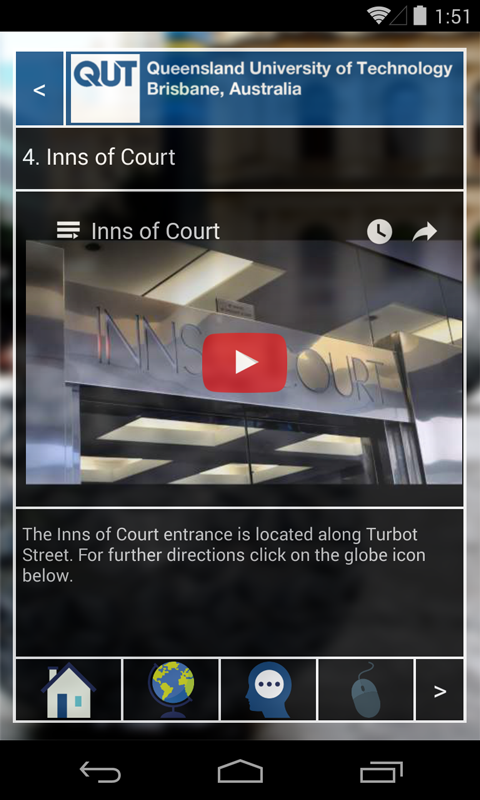 1:51
<
QUT
Queensland University of Technology
Brisbane, Australia
4. Inns of Court
Inns of Court
INNS COURT
The Inns of Court entrance is located along Turbot
Street. For further directions click on the globe icon
below.
>